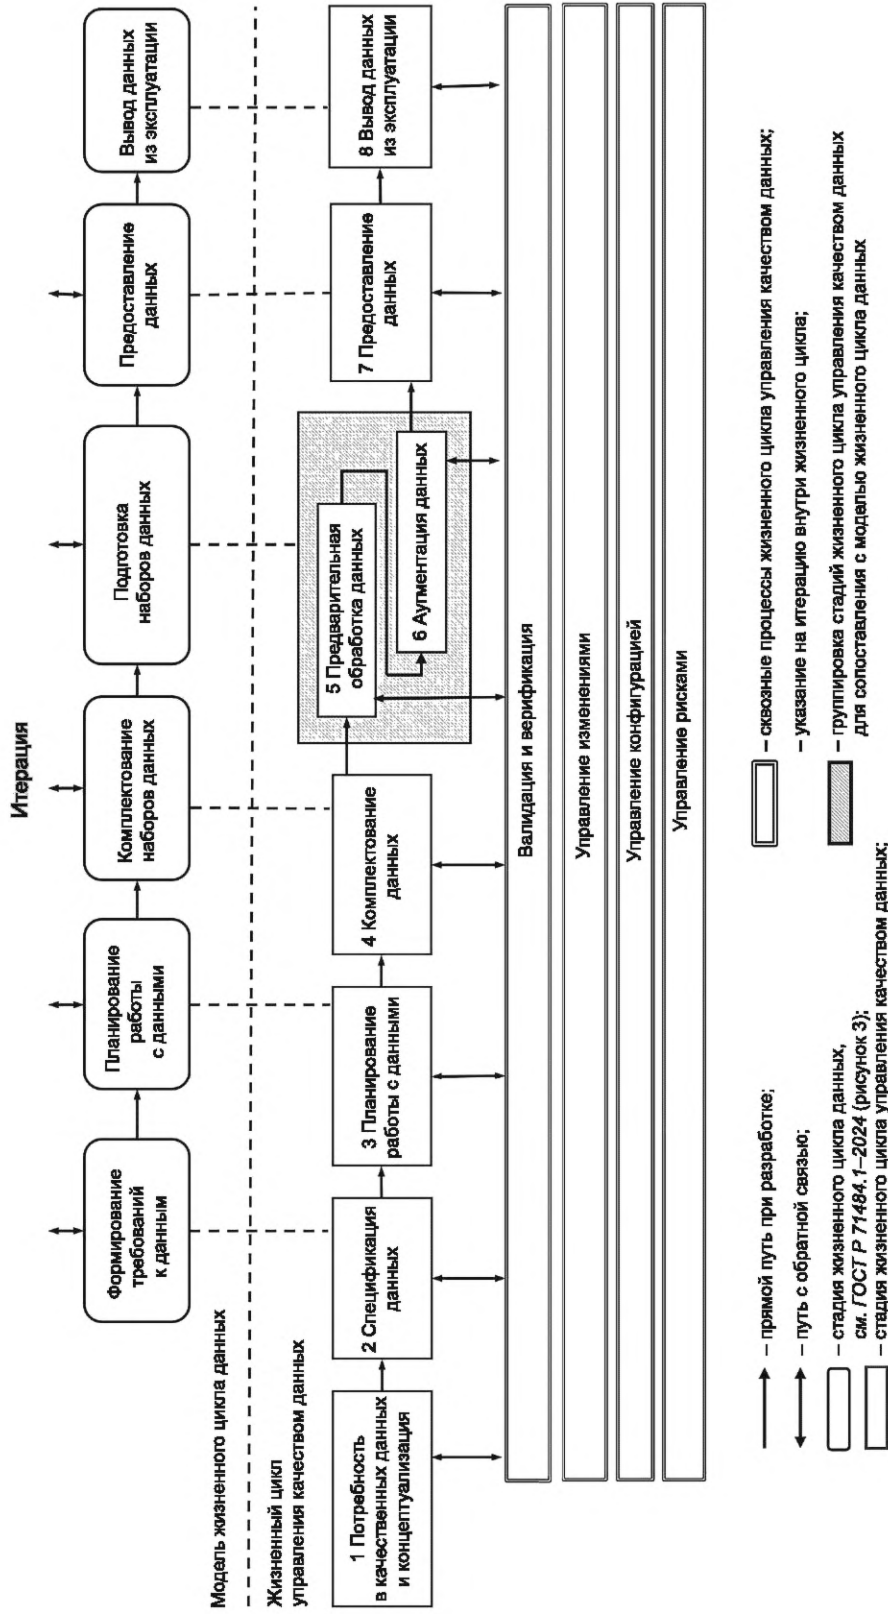 Итерация
Формирование
требований
к данным
Планирование
работы
с данными
Комплектование
наборов данных
Подготовка
наборов данных
Предоставление
данных
Вывод данных
из эксплуатации
Модель жизненного цикла данных
Жизненный цикл
управления качеством данных
1 Потребность
в качественных данных
и концептуализация
2 Спецификация
данных
3 Планирование
работы с данными
4 Комплектование
данных
5 Предварительная
обработка данных
6 Аугментация данных
7 Предоставление
данных
8 Вывод данных
из эксплуатации
Валидация и верификация
Управление изменениями
Управление конфигурацией
Управление рисками
– прямой путь при разработке;
– путь с обратной связью;
– стадия жизненного цикла данных,
см. ГОСТ Р 71484.1–2024 (рисунок 3);
– стадия жизненного цикла управления качеством данных;
– сквозные процессы жизненного цикла управления качеством данных;
– указание на итерацию внутри жизненного цикла;
– группировка стадий жизненного цикла управления качеством данных
для сопоставления с моделью жизненного цикла данных